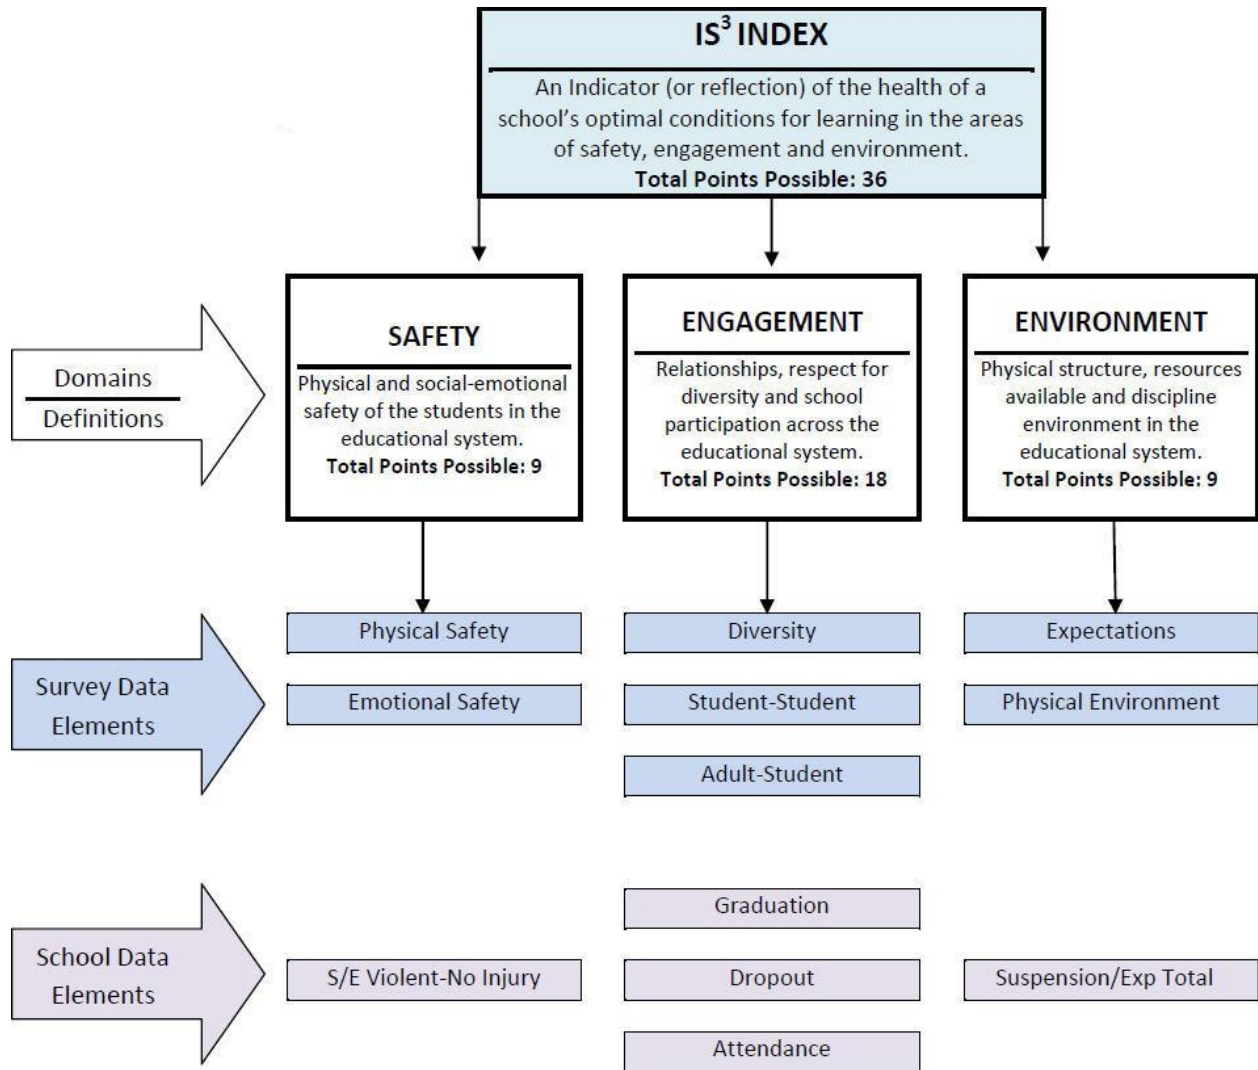 IS³ INDEX
An Indicator (or reflection) of the health of a
school's optimal conditions for learning in the areas
of safety, engagement and environment.
Total Points Possible: 36
Domains
Definitions
SAFETY
Physical and social-emotional
safety of the students in the
educational system.
Total Points Possible: 9
ENGAGEMENT
Relationships, respect for
diversity and school
participation across the
educational system.
Total Points Possible: 18
ENVIRONMENT
Physical structure, resources
available and discipline
environment in the
educational system.
Total Points Possible: 9
Survey Data
Elements
Physical Safety
Emotional Safety
Diversity
Student-Student
Adult-Student
Expectations
Physical Environment
School Data
Elements
S/E Violent-No Injury
Graduation
Dropout
Attendance
Suspension/Exp Total